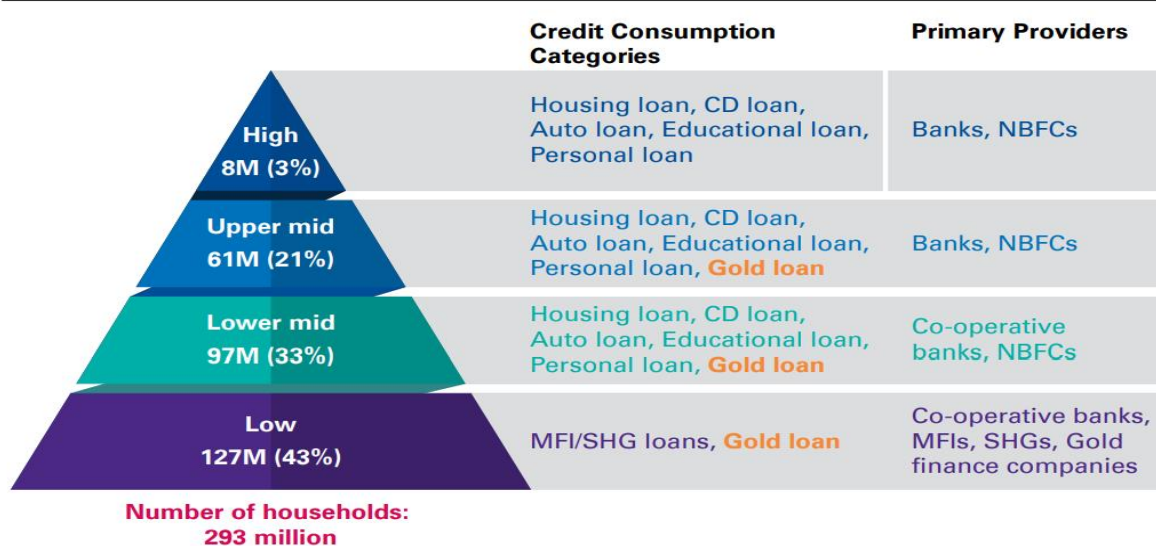 Credit Consumption
Categories
Primary Providers
High
8M (3%)
Housing loan, CD loan,
Auto loan, Educational loan,
Personal loan
Banks, NBFCs
Upper mid
61M (21%)
Housing loan, CD loan,
Auto loan, Educational loan,
Personal loan, Gold loan
Banks, NBFCs
Lower mid
97M (33%)
Housing loan, CD loan,
Auto loan, Educational loan,
Personal loan, Gold loan
Co-operative
banks, NBFCs
Low
127M (43%)
MFI/SHG loans, Gold loan
Co-operative banks,
MFIs, SHGs, Gold
finance companies
Number of households:
293 million